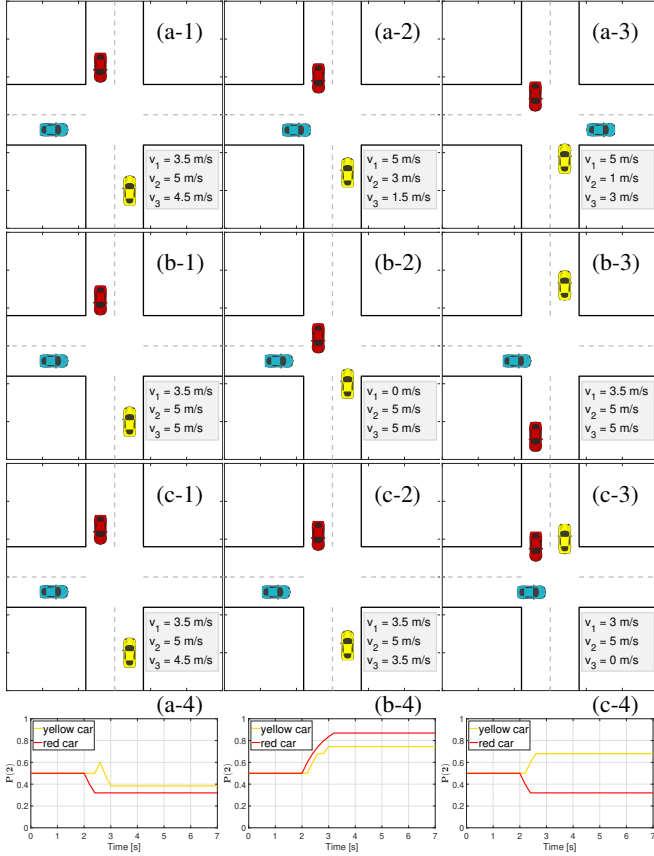 (a-1) (a-2) (a-3)
v1 = 3.5 m/s
v2 = 5 m/s
v3 = 4.5 m/s
v1 = 5 m/s
v2 = 3 m/s
v3 = 1.5 m/s
v1 = 5 m/s
v2 = 1 m/s
v3 = 3 m/s
(b-1) (b-2) (b-3)
v1 = 3.5 m/s
v2 = 5 m/s
v3 = 5 m/s
v1 = 0 m/s
v2 = 5 m/s
v3 = 5 m/s
v1 = 3.5 m/s
v2 = 5 m/s
v3 = 5 m/s
(c-1) (c-2) (c-3)
v1 = 3.5 m/s
v2 = 5 m/s
v3 = 4.5 m/s
v1 = 3.5 m/s
v2 = 5 m/s
v3 = 3.5 m/s
v1 = 3 m/s
v2 = 5 m/s
v3 = 0 m/s
(a-4) (b-4) (c-4)
1
0.8
0.6
0.4
0.2
0
P(2)
yellow car
red car
0 1 2 3 4 5 6 7
Time [s]
1
0.8
0.6
0.4
0.2
0
P(2)
yellow car
red car
0 1 2 3 4 5 6 7
Time [s]
1
0.8
0.6
0.4
0.2
0
P(2)
yellow car
red car
0 1 2 3 4 5 6 7
Time [s]